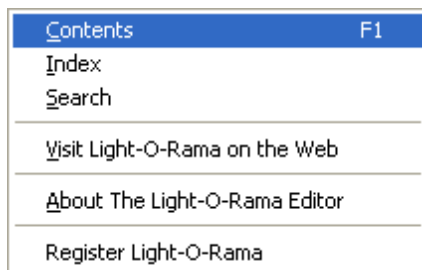 Contents F1
Index
Search
Visit Light-O-Rama on the Web
About The Light-O-Rama Editor
Register Light-O-Rama